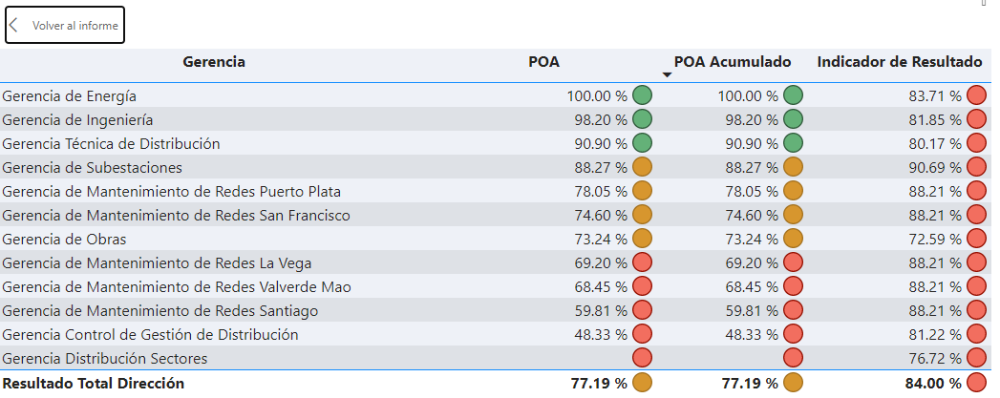 Volver al informe
Gerencia POA POA Acumulado Indicador de Resultado
Gerencia de Energía 100.00 % 100.00 % 83.71 %
Gerencia de Ingeniería 98.20 % 98.20 % 81.85 %
Gerencia Técnica de Distribución 90.90 % 90.90 % 80.17 %
Gerencia de Subestaciones 88.27 % 88.27 % 90.69 %
Gerencia de Mantenimiento de Redes Puerto Plata 78.05 % 78.05 % 88.21 %
Gerencia de Mantenimiento de Redes San Francisco 74.60 % 74.60 % 88.21 %
Gerencia de Obras 73.24 % 73.24 % 72.59 %
Gerencia de Mantenimiento de Redes La Vega 69.20 % 69.20 % 88.21 %
Gerencia de Mantenimiento de Redes Valverde Mao 68.45 % 68.45 % 88.21 %
Gerencia de Mantenimiento de Redes Santiago 59.81 % 59.81 % 88.21 %
Gerencia Control de Gestión de Distribución 48.33 % 48.33 % 81.22 %
Gerencia Distribución Sectores 76.72 %
Resultado Total Dirección 77.19 % 77.19 % 84.00 %